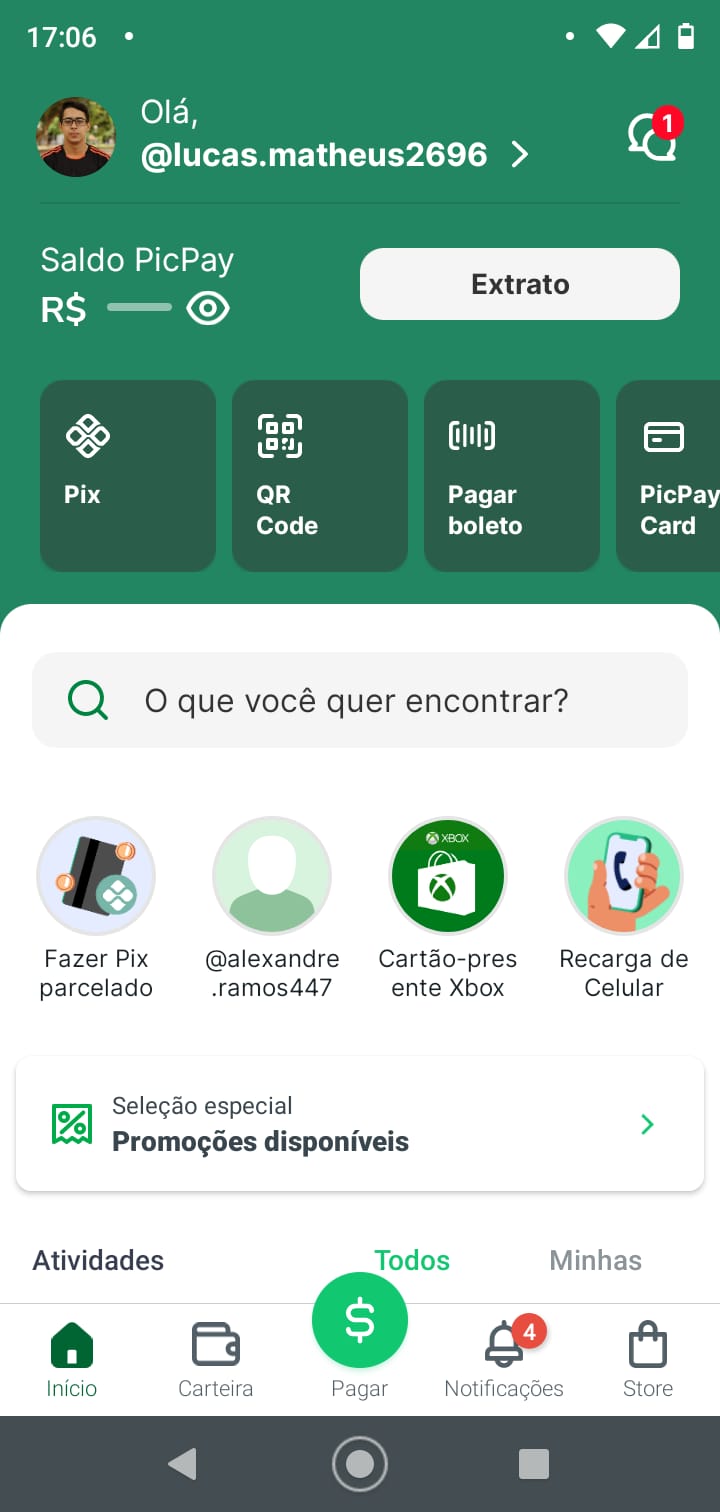 17:06
Olá,
@lucas.matheus2696
1
Saldo PicPay
R$
Extrato
Pix
QR
Code
Pagar
boleto
PicPay
Card
O que você quer encontrar?
XBOX
Fazer Pix
parcelado
@alexandre
.ramos447
Cartão-pres
ente Xbox
Recarga de
Celular
Seleção especial
Promoções disponíveis
Atividades
Todos
Minhas
$
4
Início
Carteira
Pagar
Notificações
Store